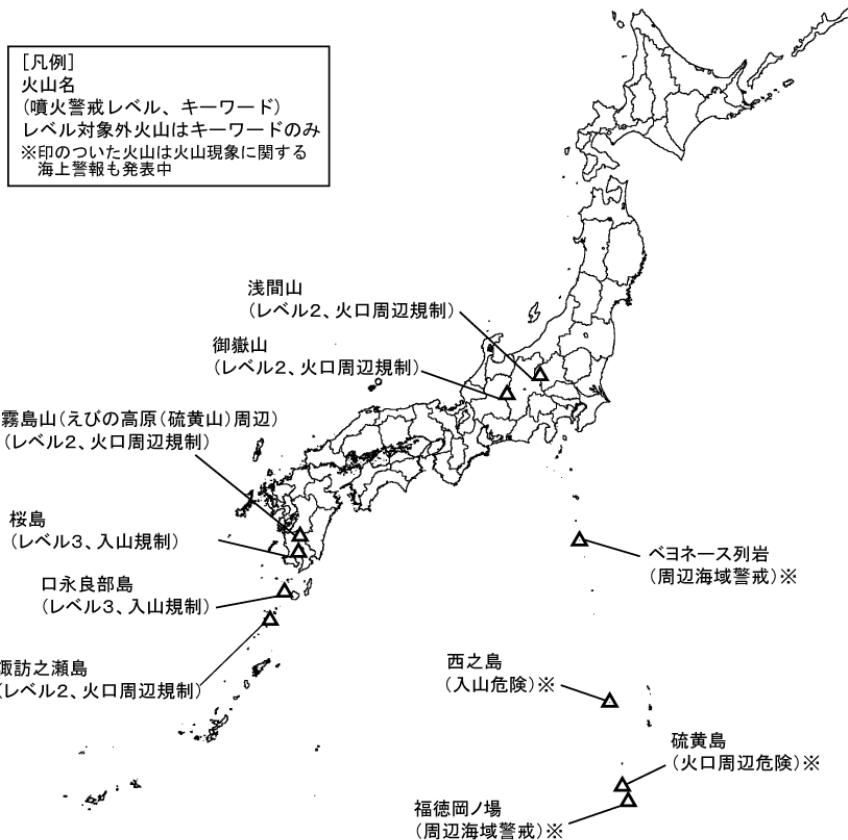 [凡例]
火山名
(噴火警戒レベル、キーワード)
レベル対象外火山はキーワードのみ
※印のついた火山は火山現象に関する
海上警報も発表中
浅間山
(レベル2、火口周辺規制)
御嶽山
(レベル2、火口周辺規制)
霧島山(えびの高原(硫黄山)周辺)
(レベル2、火口周辺規制)
桜島
(レベル3、入山規制)
口永良部島
(レベル3、入山規制)
諏訪之瀬島
(レベル2、火口周辺規制)
ベヨネース列岩
(周辺海域警戒)※
西之島
(入山危険)※
硫黄島
(火口周辺危険)※
福徳岡ノ場
(周辺海域警戒)※